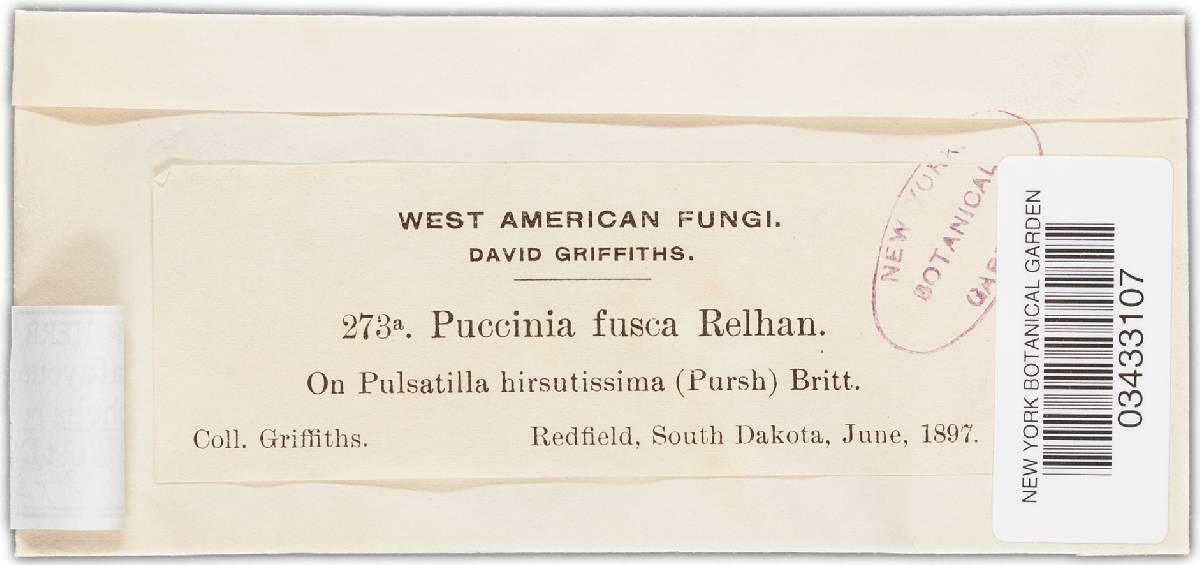 WEST AMERICAN FUNGI.
DAVID GRIFFITHS.
273a. Puccinia fusca Relhan.
On Pulsatilla hirsutissima (Pursh) Britt.
Coll. Griffiths.
Redfield, South Dakota, June, 1897.
NEW YORK
BOTANICAL
NEW YORK BOTANICAL GARDEN
03433107